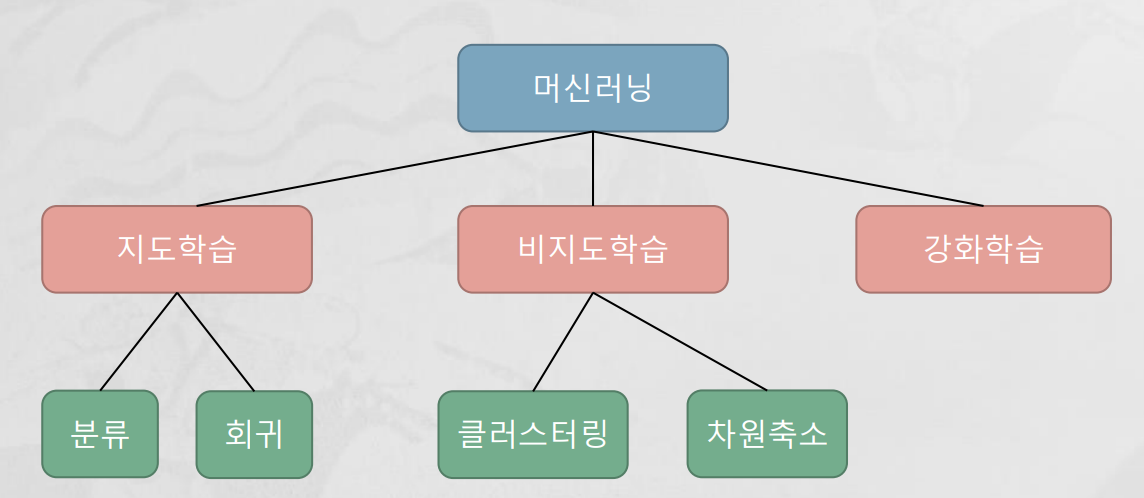 머신러닝
지도학습
비지도학습
강화학습
분류
회귀
클러스터링
차원축소